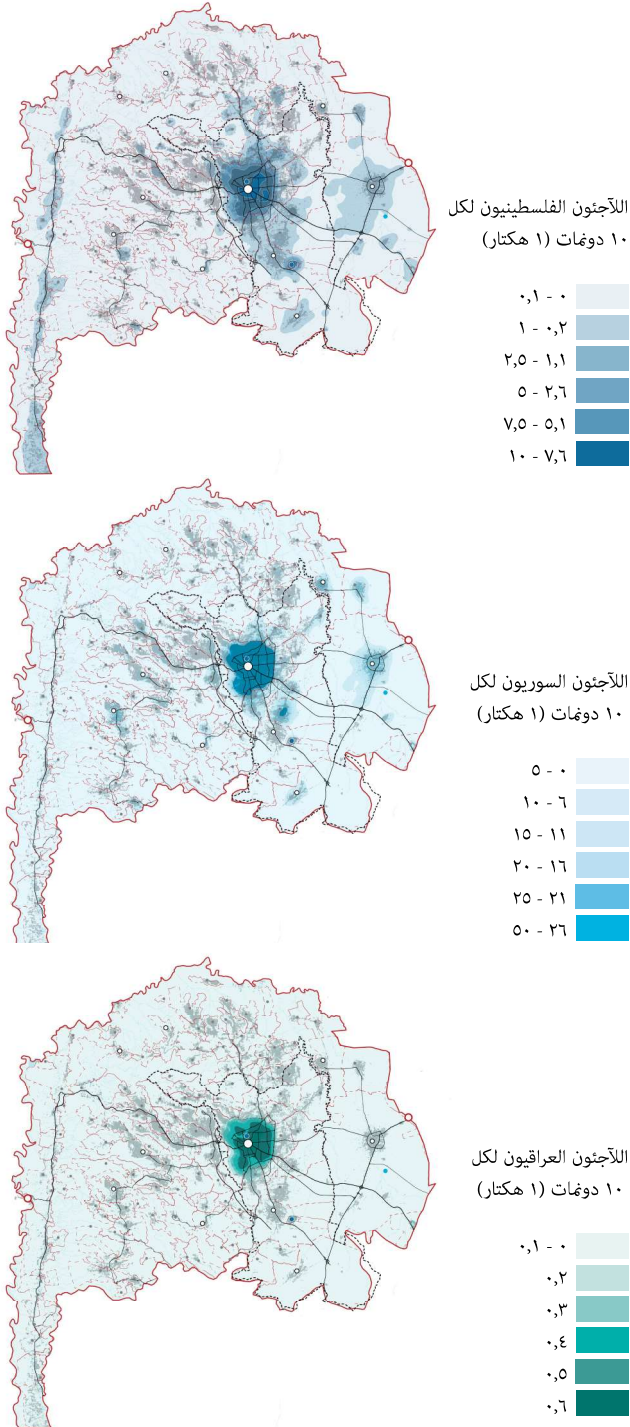 اللآجئون الفلسطينيون لكل
١٠ دونمات (١ هكتار)
٠ - ٠,١
٠,٢ - ١
١,١ - ٢,٥
٢,٦ - ٥
٥,١ - ٧,٥
٧,٦ - ١٠
اللآجئون السوريون لكل
١٠ دونمات (١ هكتار)
٠ - ٥
٦ - ١٠
١١ - ١٥
١٦ - ٢٠
٢١ - ٢٥
٢٦ - ٥٠
اللآجئون العراقيون لكل
١٠ دونمات (١ هكتار)
٠ - ٠,١
٠,٢
٠,٣
٠,٤
٠,٥
٠,٦